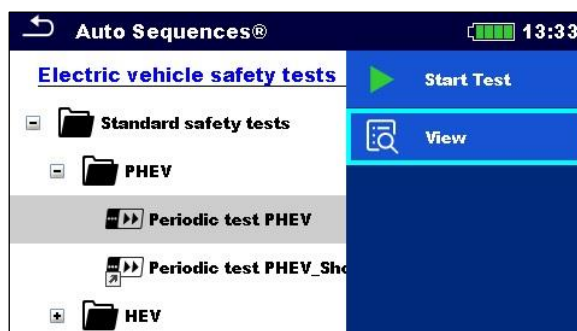 Auto Sequences® 13:33
Electric vehicle safety tests
Start Test
Standard safety tests
View
PHEV
Periodic test PHEV
Periodic test PHEV_Sho
HEV